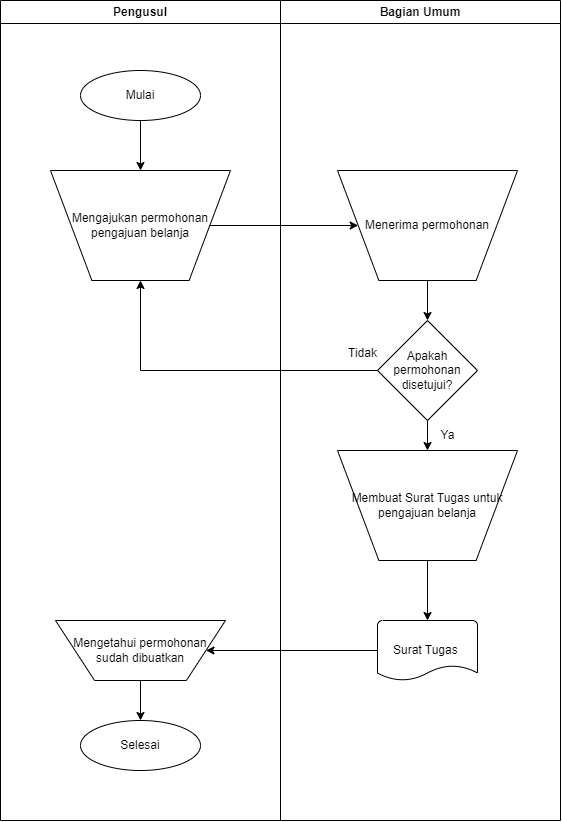 Pengusul
Bagian Umum
Mulai
Mengajukan permohonan
pengajuan belanja
Menerima permohonan
Tidak
Apakah
permohonan
disetujui?
Ya
Membuat Surat Tugas untuk
pengajuan belanja
Mengetahui permohonan
sudah dibuatkan
Surat Tugas
Selesai